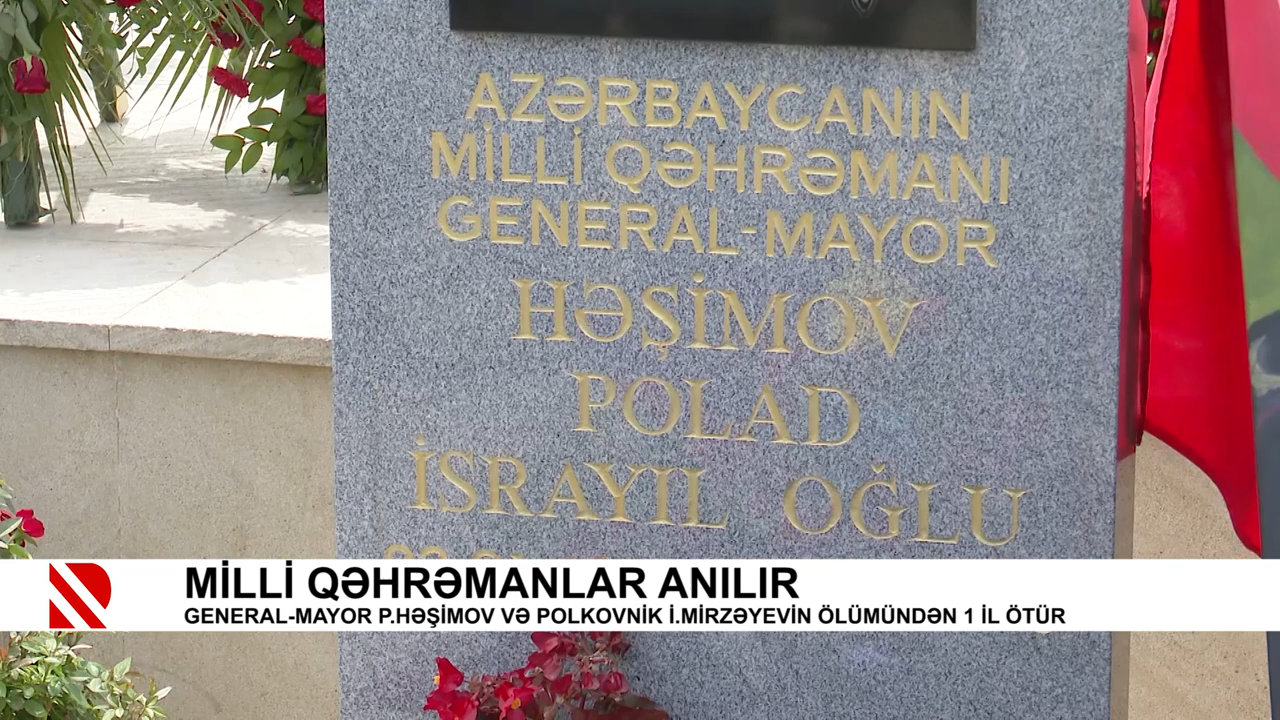 AZƏRBAYCANIN
MİLLİ QƏHRƏMANI
GENERAL-MAYOR
HƏŞİMOV
POLAD
İSRAYIL OĞLU
MİLLİ QƏHRƏMANLAR ANILIR
GENERAL-MAYOR P.HƏŞİMOV VƏ POLKOVNİK İ.MİRZƏYEVİN ÖLÜMÜNDƏN 1 İL ÖTÜR